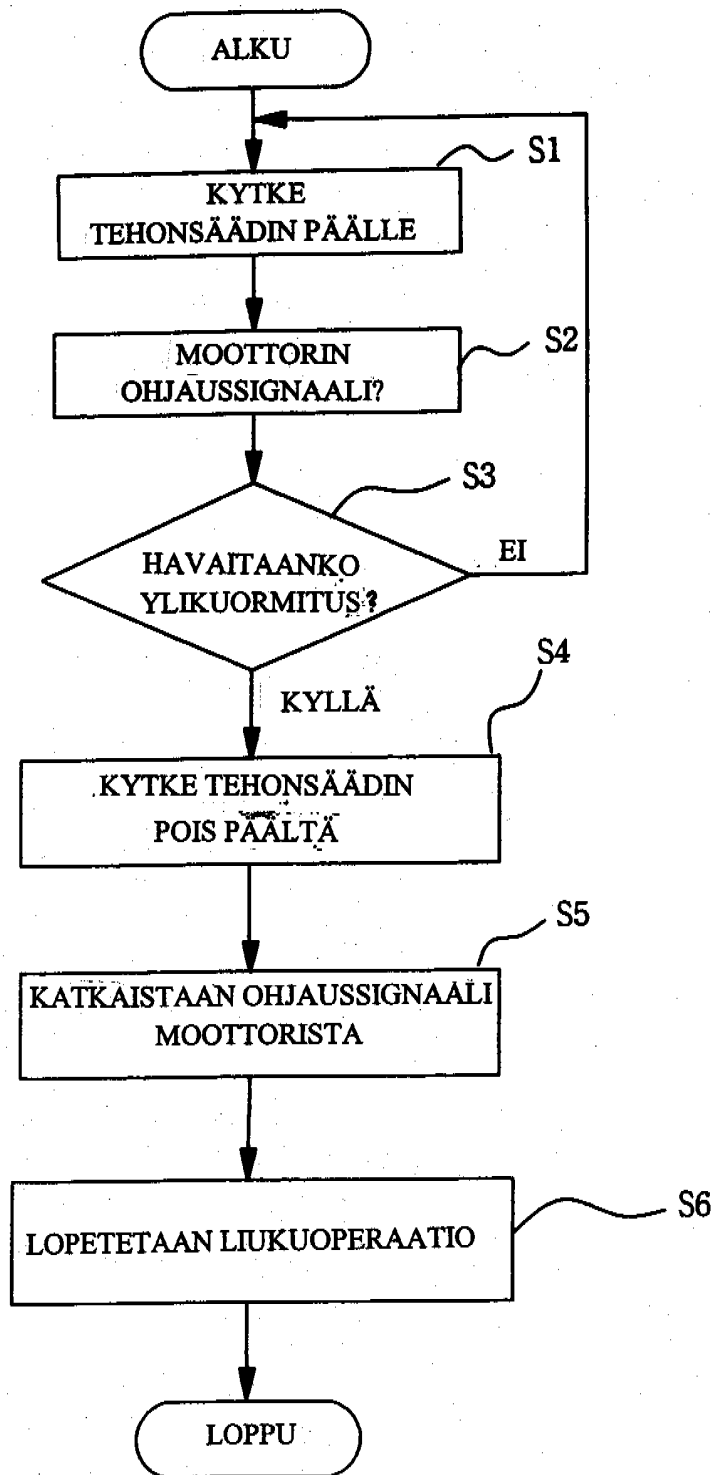 ALKU
S1
KYTKE
TEHONSÄÄDIN PÄÄLLE
S2
MOOTTORIN
OHJAUSSIGNAALI?
S3
HAVAITAANKO
YLIKUORMITUS?
EI
KYLLÄ
S4
KYTKE TEHONSÄÄDIN
POIS PÄÄLTÄ
S5
KATKAISTAAN OHJAUSSIGNAALI
MOOTTORISTA
S6
LOPETETAAN LIUKUOPERAATIO
LOPPU